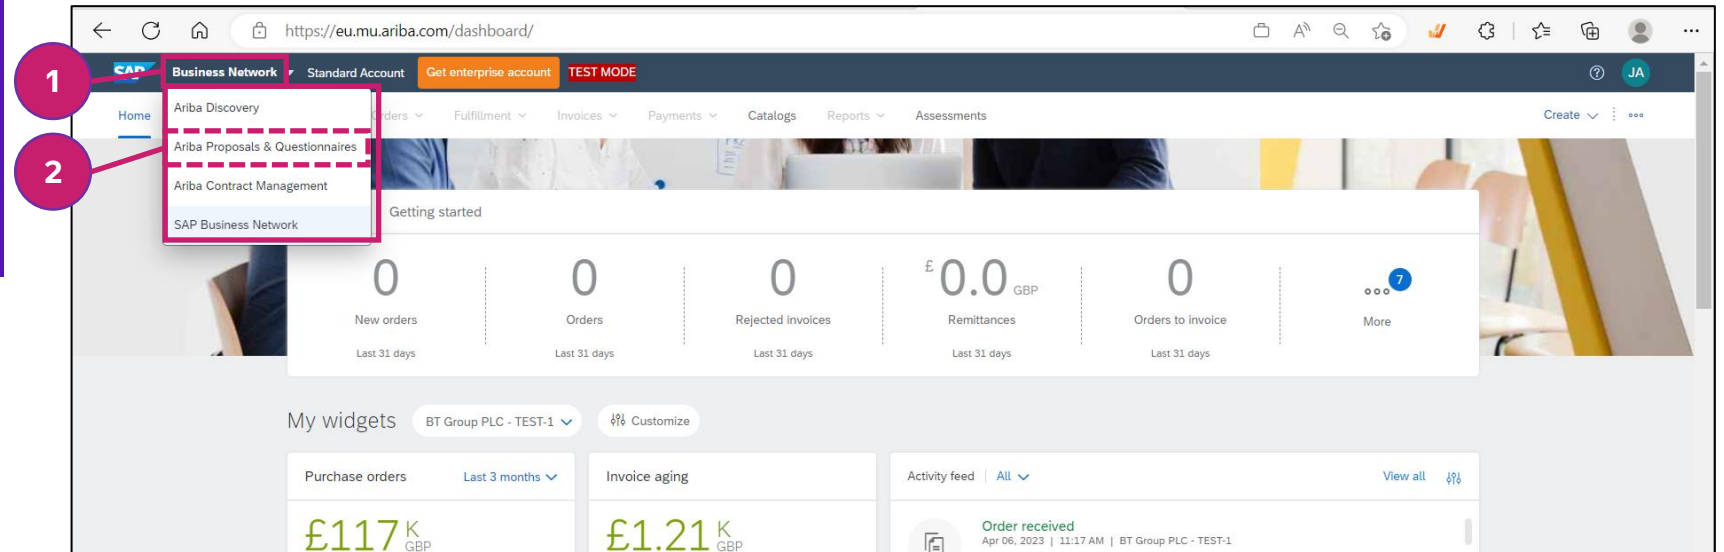 https://eu.mu.ariba.com/dashboard/
1
SAP
Business Network
Standard Account
Get enterprise account
TEST MODE
JA
Home
Orders
Fulfillment
Invoices
Payments
Catalogs
Reports
Assessments
Create
Ariba Discovery
2
Ariba Proposals & Questionnaires
Ariba Contract Management
SAP Business Network
Getting started
0
New orders
Last 31 days
0
Orders
Last 31 days
0
Rejected invoices
Last 31 days
£ 0.0 GBP
Remittances
Last 31 days
0
Orders to invoice
Last 31 days
7
More
My widgets
BT Group PLC - TEST-1
Customize
Purchase orders
Last 3 months
£117 K
GBP
Invoice aging
£1.21 K
GBP
Activity feed
All
View all
Order received
Apr 06, 2023 | 11:17 AM | BT Group PLC - TEST-1